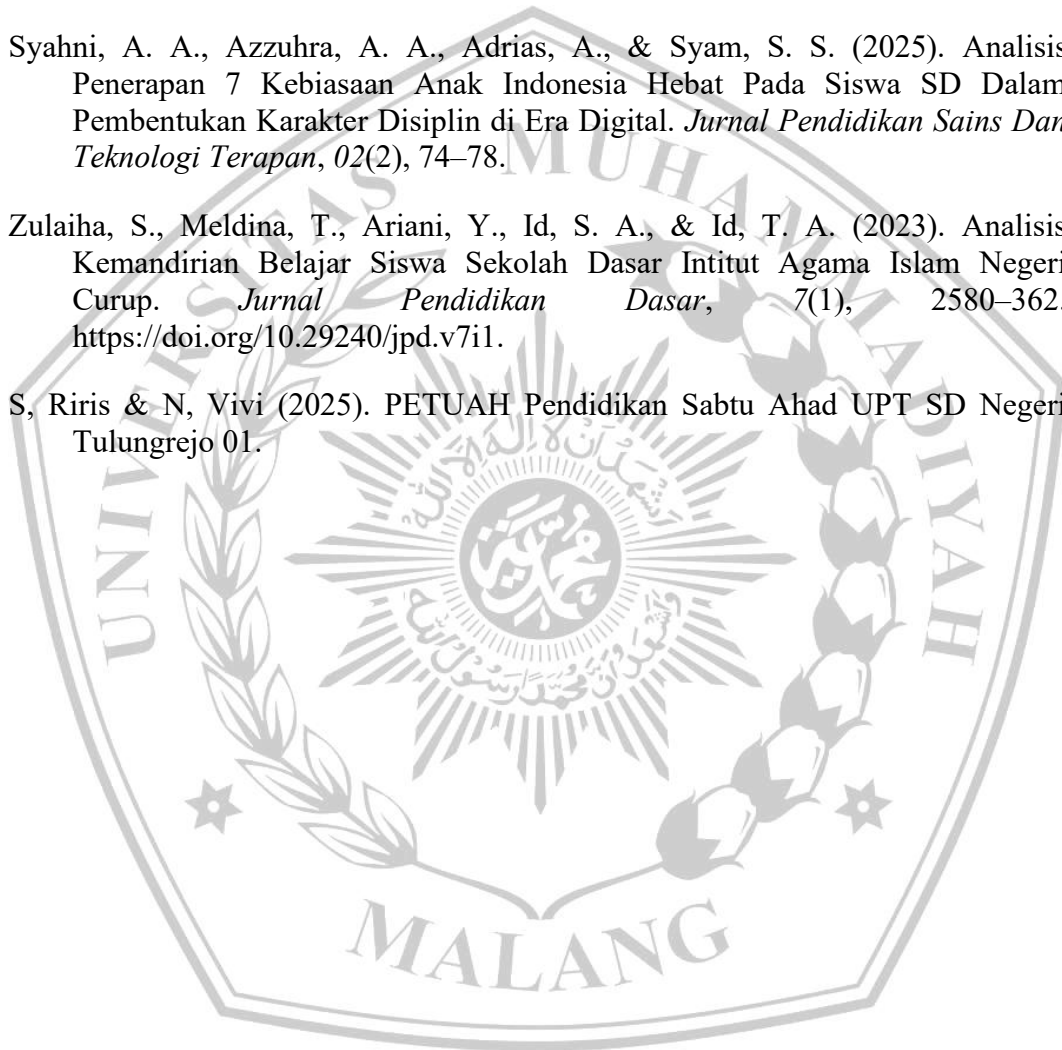 Syahni, A. A., Azzuhra, A. A., Adrias, A., & Syam, S. S. (2025). Analisis
Penerapan 7 Kebiasaan Anak Indonesia Hebat Pada Siswa SD Dalam
Pembentukan Karakter Disiplin di Era Digital. Jurnal Pendidikan Sains Dan
Teknologi Terapan, 02(2), 74–78.
Zulaiha, S., Meldina, T., Ariani, Y., Id, S. A., & Id, T. A. (2023). Analisis
Kemandirian Belajar Siswa Sekolah Dasar Intitut Agama Islam Negeri
Curup. Jurnal Pendidikan Dasar, 7(1), 2580–362.
https://doi.org/10.29240/jpd.v7i1.
S, Riris & N, Vivi (2025). PETUAH Pendidikan Sabtu Ahad UPT SD Negeri
Tulungrejo 01.
UNIVERSITAS MUHAMMADIYAH
MALANG